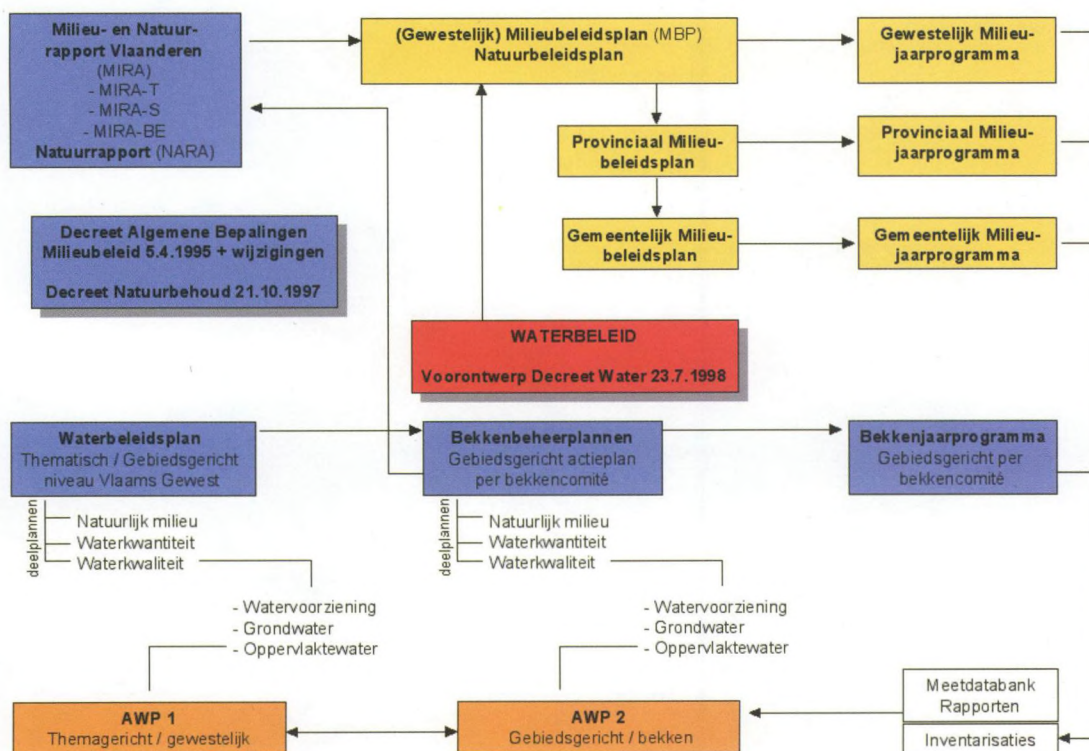 Milieu- en Natuur-
rapport Vlaanderen
(MIRA)
- MIRA-T
- MIRA-S
- MIRA-BE
Natuurrapport (NARA)
(Gewestelijk) Milieubeleidsplan (MBP)
Natuurbeleidsplan
Gewestelijk Milieu-
jaarprogramma
Provinciaal Milieu-
beleidsplan
Provinciaal Milieu-
jaarprogramma
Gemeentelijk Milieu-
beleidsplan
Gemeentelijk Milieu-
jaarprogramma
Decreet Algemene Bepalingen
Milieubeleid 5.4.1995 + wijzigingen
Decreet Natuurbehoud 21.10.1997
WATERBELEID
Voorontwerp Decreet Water 23.7.1998
Waterbeleidsplan
Thematisch / Gebiedsgericht
niveau Vlaams Gewest
Bekkenbeheerplannen
Gebiedsgericht actieplan
per bekkencomité
Bekkenjaarprogramma
Gebiedsgericht per
bekkencomité
deelplannen
Natuurlijk milieu
Waterkwantiteit
Waterkwaliteit
deelplannen
Natuurlijk milieu
Waterkwantiteit
Waterkwaliteit
- Watervoorziening
- Grondwater
- Oppervlaktewater
- Watervoorziening
- Grondwater
- Oppervlaktewater
AWP 1
Themagericht / gewestelijk
AWP 2
Gebiedsgericht / bekken
Meetdatabank
Rapporten
Inventarisaties